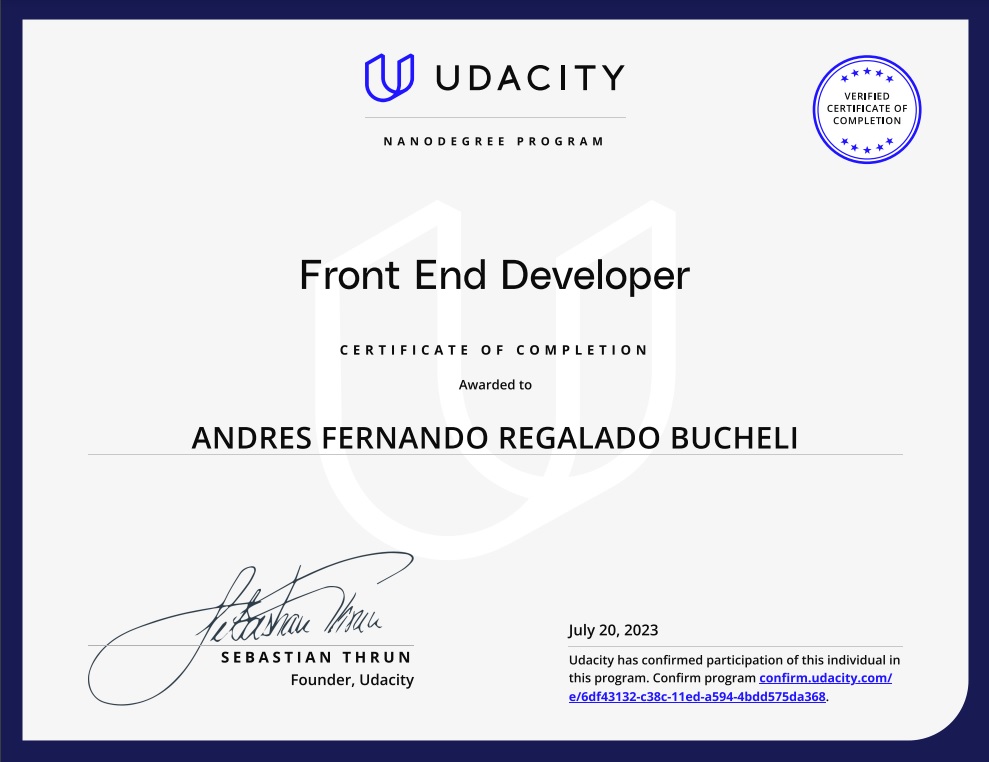 UDACITY
NANODEGREE PROGRAM
VERIFIED
CERTIFICATE OF
COMPLETION
Front End Developer
CERTIFICATE OF COMPLETION
Awarded to
ANDRES FERNANDO REGALADO BUCHELI
Sebastian Thrun
SEBASTIAN THRUN
Founder, Udacity
July 20, 2023
Udacity has confirmed participation of this individual in
this program. Confirm program confirm.udacity.com/
e/6df43132-c38c-11ed-a594-4bdd575da368.